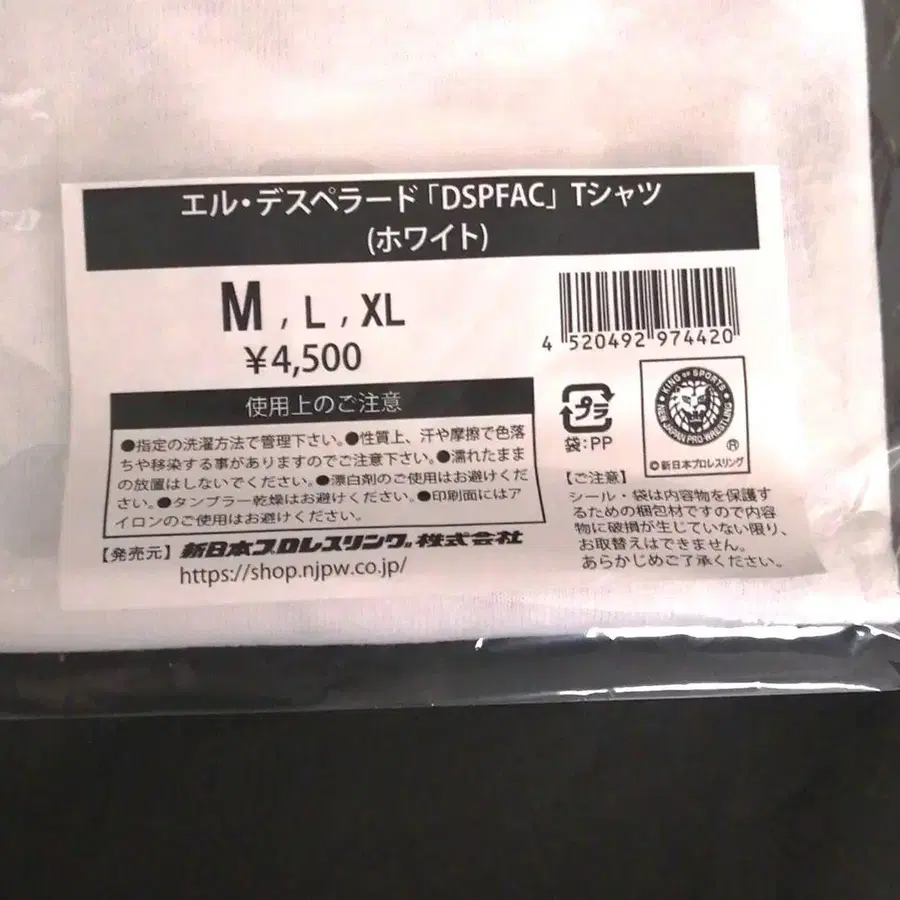 エル・デスペラード「DSPFAC」Tシャツ
(ホワイト)
M , L , XL
¥4,500
4 520492 974420
使用上のご注意
●指定の洗濯方法で管理下さい。●性質上、汗や摩擦で色落
ちや移染する事がありますのでご注意下さい。●濡れたまま
の放置はしないでください。●漂白剤のご使用はお避けくだ
さい。●タンブラー乾燥はお避けください。●印刷面にはア
イロンのご使用はお避けください。
【発売元】新日本プロレスリング株式会社
https://shop.njpw.co.jp/
プラ
袋:PP
KING OF SPORTS
NEW JAPAN PRO-WRESTLING
®
©新日本プロレスリング
【ご注意】
シール・袋は内容物を保護す
るための梱包材ですので内容
物に破損が生じていない限り、
お取替えはできません。
あらかじめご了承ください。